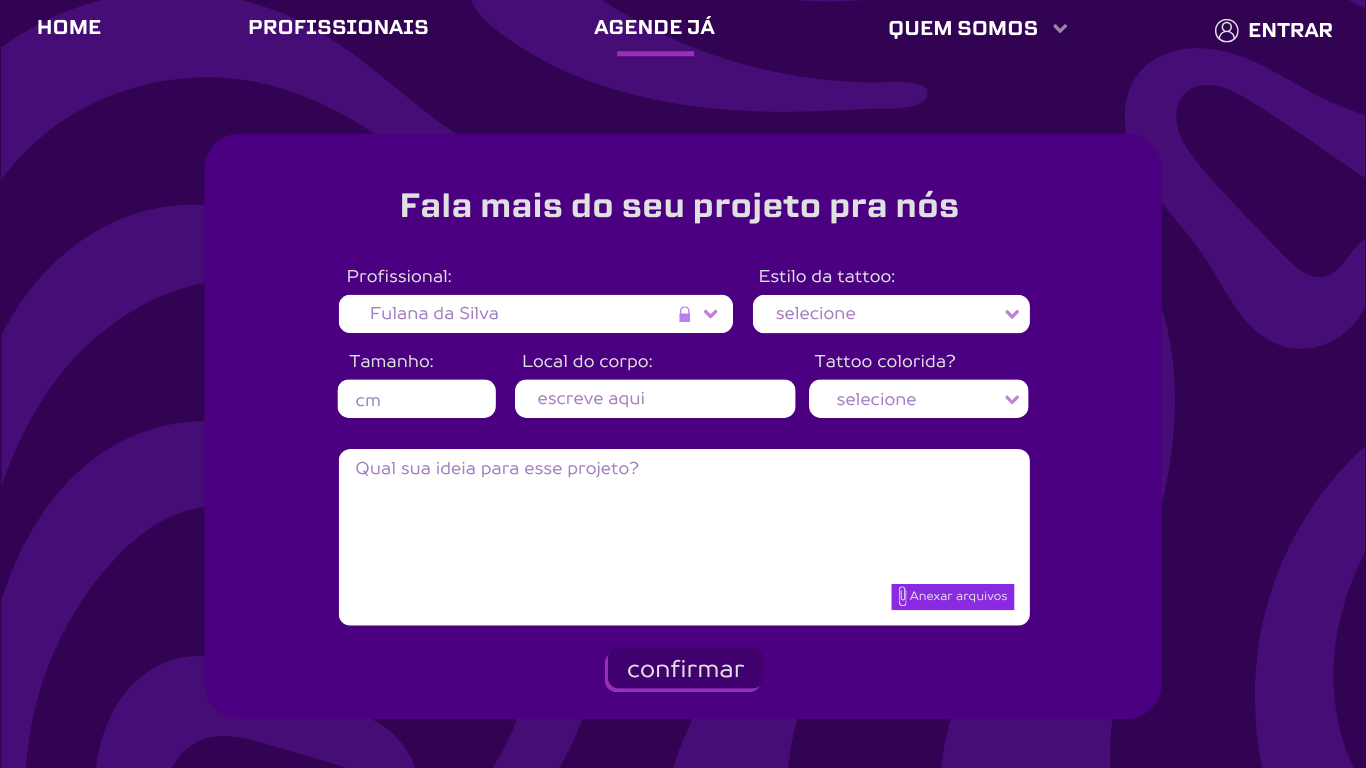 HOME PROFISSIONAIS AGENDE JÁ QUEM SOMOS ENTRAR
Fala mais do seu projeto pra nós
Profissional: Estilo da tattoo:
Fulana da Silva selecione
Tamanho: Local do corpo: Tattoo colorida?
cm escreve aqui selecione
Qual sua ideia para esse projeto?
Anexar arquivos
confirmar